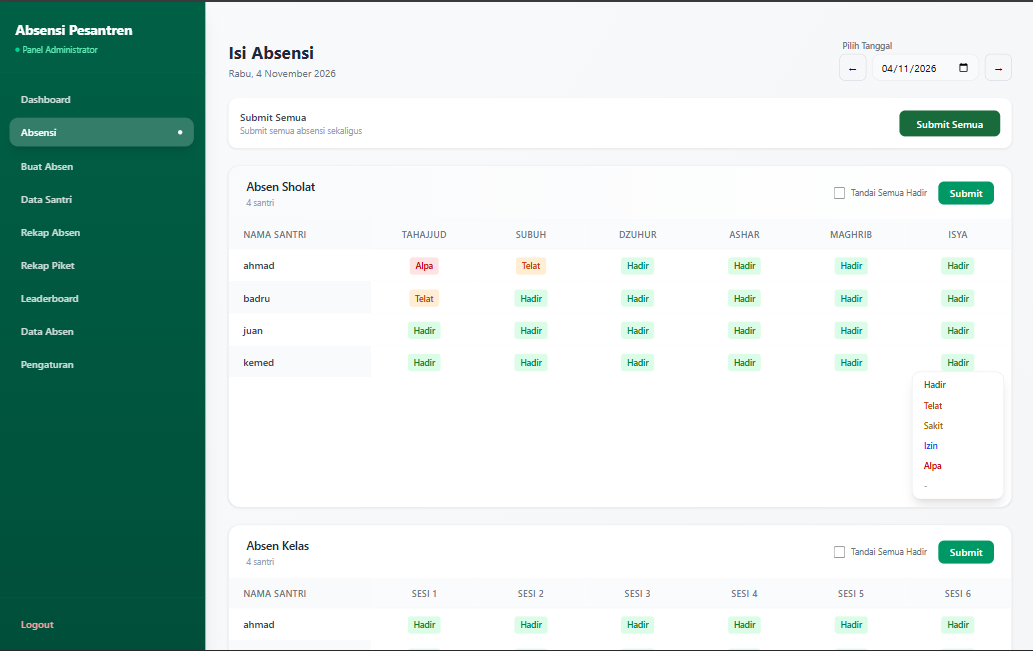 Absensi Pesantren
Panel Administrator
Dashboard
Absensi
Buat Absen
Data Santri
Rekap Absen
Rekap Piket
Leaderboard
Data Absen
Pengaturan
Logout
Isi Absensi
Rabu, 4 November 2026
Pilih Tanggal
← 04/11/2026 →
Submit Semua
Submit semua absensi sekaligus
Submit Semua
Absen Sholat
4 santri
Tandai Semua Hadir Submit
NAMA SANTRI TAHAJJUD SUBUH DZUHUR ASHAR MAGHRIB ISYA
ahmad Alpa Telat Hadir Hadir Hadir Hadir
badru Telat Hadir Hadir Hadir Hadir Hadir
juan Hadir Hadir Hadir Hadir Hadir Hadir
kemed Hadir Hadir Hadir Hadir Hadir Hadir
Hadir
Telat
Sakit
Izin
Alpa
-
Absen Kelas
4 santri
Tandai Semua Hadir Submit
NAMA SANTRI SESI 1 SESI 2 SESI 3 SESI 4 SESI 5 SESI 6
ahmad Hadir Hadir Hadir Hadir Hadir Hadir